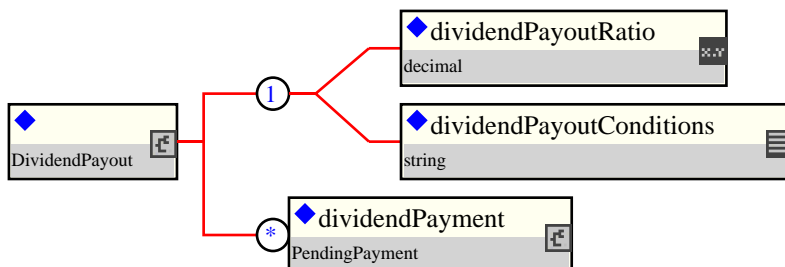 dividendPayoutRatio
x.y
decimal
1
DividendPayout
dividendPayoutConditions
string
*
dividendPayment
PendingPayment